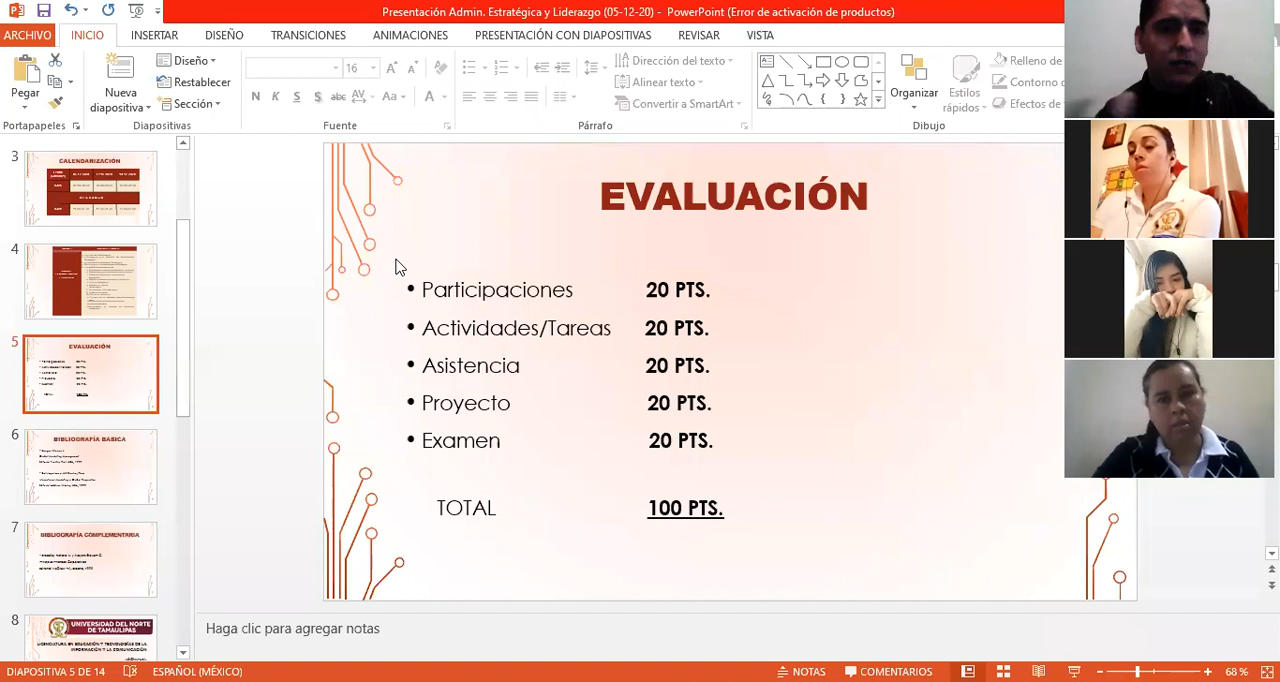 Presentación Admin. Estratégica y Liderazgo (05-12-20) - PowerPoint (Error de activación de productos)
ARCHIVO INICIO INSERTAR DISEÑO TRANSICIONES ANIMACIONES PRESENTACIÓN CON DIAPOSITIVAS REVISAR VISTA
Pegar
Nueva
diapositiva
Diseño
Restablecer
Sección
16
N K S S abc AV Aa A
Dirección del texto
Alinear texto
Convertir a SmartArt
Organizar
Estilos
rápidos
Relleno de
Contorno
Efectos de
Portapapeles Diapositivas Fuente Párrafo Dibujo
3
CALENDARIZACIÓN
4
5
EVALUACIÓN
6
BIBLIOGRAFÍA BÁSICA
7
BIBLIOGRAFÍA COMPLEMENTARIA
8
UNIVERSIDAD DEL NORTE
DE TAMAULIPAS
LICENCIATURA EN EDUCACIÓN Y TECNOLOGÍAS DE LA
INFORMACIÓN Y LA COMUNICACIÓN
EVALUACIÓN
• Participaciones 20 PTS.
• Actividades/Tareas 20 PTS.
• Asistencia 20 PTS.
• Proyecto 20 PTS.
• Examen 20 PTS.
TOTAL 100 PTS.
Haga clic para agregar notas
DIAPOSITIVA 5 DE 14 ESPAÑOL (MÉXICO) NOTAS COMENTARIOS 68 %